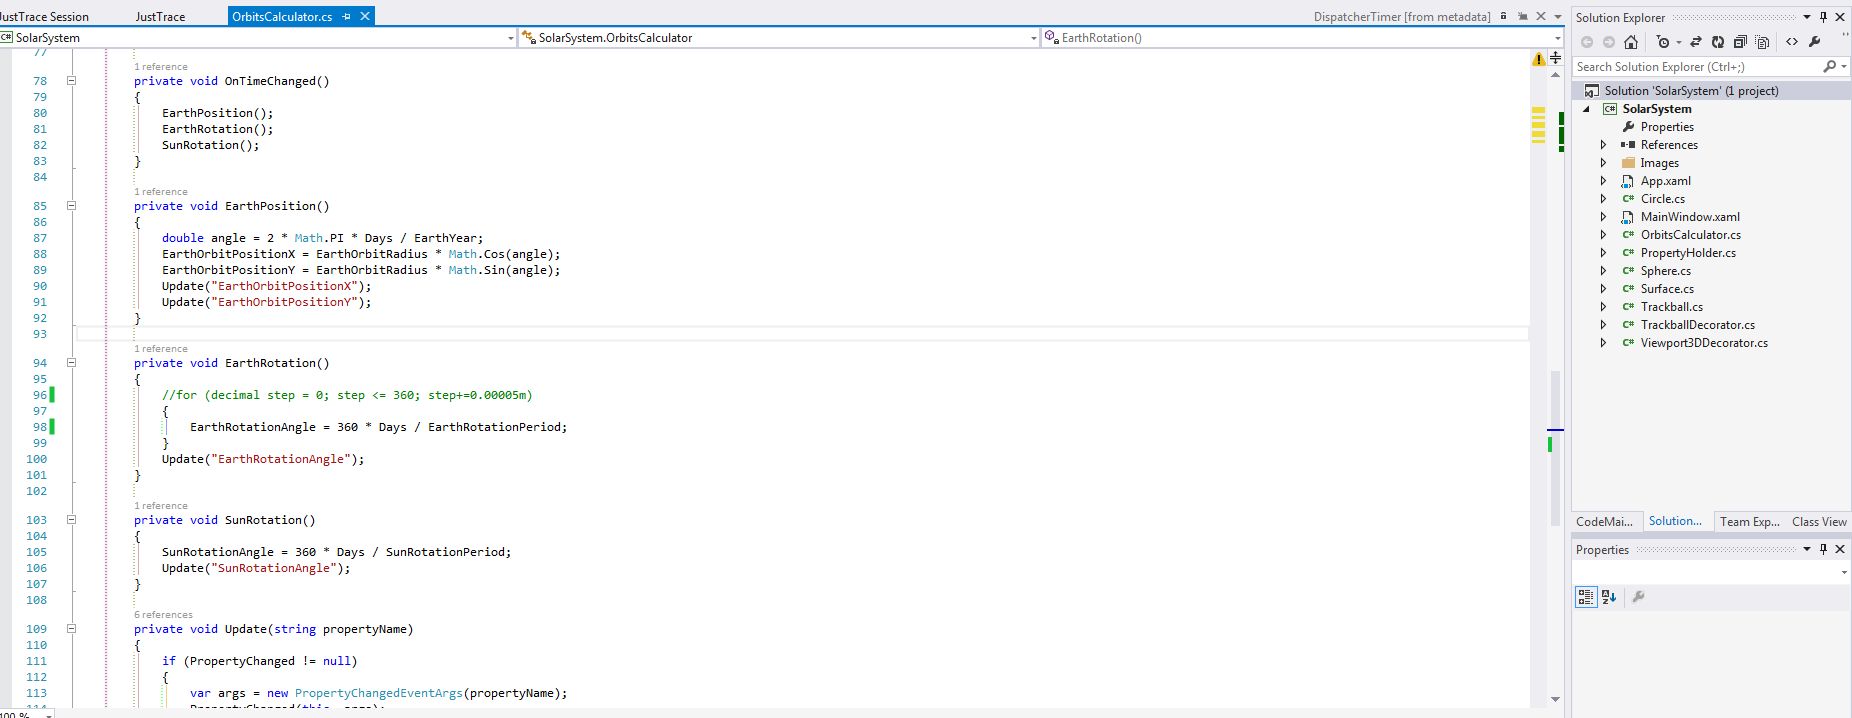 JustTrace Session JustTrace OrbitsCalculator.cs DispatcherTimer [from metadata]
SolarSystem SolarSystem.OrbitsCalculator EarthRotation()
77
1 reference
78 private void OnTimeChanged()
79 {
80 EarthPosition();
81 EarthRotation();
82 SunRotation();
83 }
84
1 reference
85 private void EarthPosition()
86 {
87 double angle = 2 * Math.PI * Days / EarthYear;
88 EarthOrbitPositionX = EarthOrbitRadius * Math.Cos(angle);
89 EarthOrbitPositionY = EarthOrbitRadius * Math.Sin(angle);
90 Update("EarthOrbitPositionX");
91 Update("EarthOrbitPositionY");
92 }
93
1 reference
94 private void EarthRotation()
95 {
96 //for (decimal step = 0; step <= 360; step+=0.00005m)
97 {
98 EarthRotationAngle = 360 * Days / EarthRotationPeriod;
99 }
100 Update("EarthRotationAngle");
101 }
102
1 reference
103 private void SunRotation()
104 {
105 SunRotationAngle = 360 * Days / SunRotationPeriod;
106 Update("SunRotationAngle");
107 }
108
6 references
109 private void Update(string propertyName)
110 {
111 if (PropertyChanged != null)
112 {
113 var args = new PropertyChangedEventArgs(propertyName);
100 %
Solution Explorer
Search Solution Explorer (Ctrl+;)
Solution 'SolarSystem' (1 project)
C# SolarSystem
Properties
References
Images
App.xaml
C# Circle.cs
MainWindow.xaml
C# OrbitsCalculator.cs
C# PropertyHolder.cs
C# Sphere.cs
C# Surface.cs
C# Trackball.cs
C# TrackballDecorator.cs
C# Viewport3DDecorator.cs
CodeMai... Solution... Team Exp... Class View
Properties